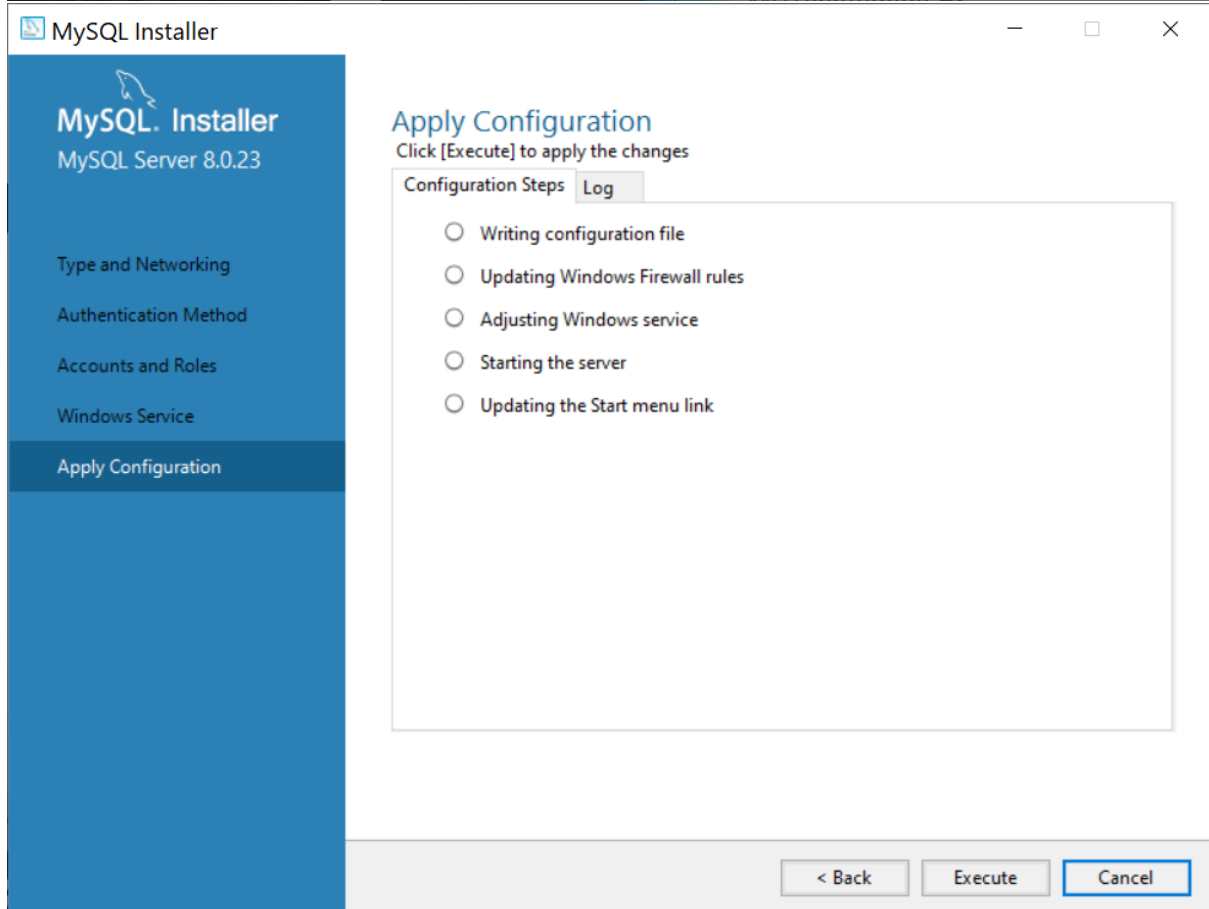 MySQL Installer
MySQL. Installer
MySQL Server 8.0.23
Type and Networking
Authentication Method
Accounts and Roles
Windows Service
Apply Configuration
Apply Configuration
Click [Execute] to apply the changes
Configuration Steps Log
Writing configuration file
Updating Windows Firewall rules
Adjusting Windows service
Starting the server
Updating the Start menu link
< Back Execute Cancel